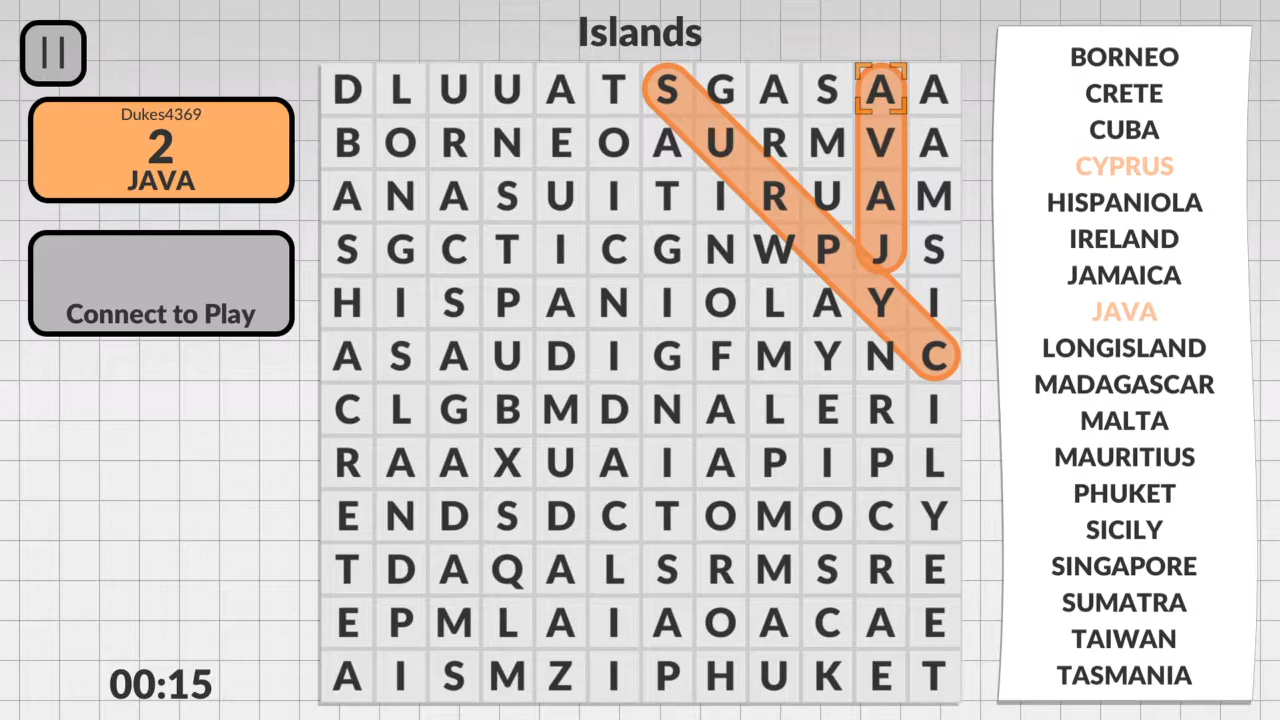 Islands
Dukes4369
2
JAVA
Connect to Play
00:15
D L U U A T S G A S A A
B O R N E O A U R M V A
A N A S U I T I R U A M
S G C T I C G N W P J S
H I S P A N I O L A Y I
A S A U D I G F M Y N C
C L G B M D N A L E R I
R A A X U A I A P I P L
E N D S D C T O M O C Y
T D A Q A L S R M S R E
E P M L A I A O A C A E
A I S M Z I P H U K E T
BORNEO
CRETE
CUBA
CYPRUS
HISPANIOLA
IRELAND
JAMAICA
JAVA
LONGISLAND
MADAGASCAR
MALTA
MAURITIUS
PHUKET
SICILY
SINGAPORE
SUMATRA
TAIWAN
TASMANIA